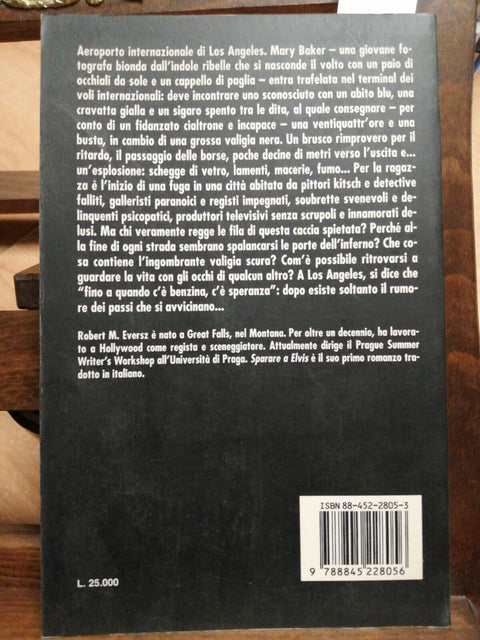 Aeroporto internazionale di Los Angeles. Mary Baker – una giovane fo-
tografa bionda dall'indole ribelle che si nasconde il volto con un paio di
occhiali da sole e un cappello di paglia – entra trafelata nel terminal dei
voli internazionali: deve incontrare uno sconosciuto con un abito blu, una
cravatta gialla e un sigaro spento tra le dita, al quale consegnare – per
conto di un fidanzato cialtrone e incapace – una ventiquattr'ore e una
busta, in cambio di una grossa valigia nera. Un brusco rimprovero per il
ritardo, il passaggio delle borse, poche decine di metri verso l'uscita e...
un'esplosione: schegge di vetro, lamenti, macerie, fumo... Per la ragaz-
za è l'inizio di una fuga in una città abitata da pittori kitsch e detective
falliti, galleristi paranoici e registi impegnati, soubrette svenevoli e de-
linquenti psicopatici, produttori televisivi senza scrupoli e innamorati de-
lusi. Ma chi veramente regge le fila di questa caccia spietata? Perché al-
la fine di ogni strada sembrano spalancarsi le porte dell'inferno? Che co-
sa contiene l'ingombrante valigia scura? Com'è possibile ritrovarsi a
guardare la vita con gli occhi di qualcun altro? A Los Angeles, si dice che
"fino a quando c'è benzina, c'è speranza": dopo esiste soltanto il rumo-
re dei passi che si avvicinano...
Robert M. Eversz è nato a Great Falls, nel Montana. Per oltre un decennio, ha lavora-
to a Hollywood come regista e sceneggiatore. Attualmente dirige il Prague Summer
Writer's Workshop all'Università di Praga. Sparare a Elvis è il suo primo romanzo tra-
dotto in italiano.
ISBN 88-452-2805-3
9 788845 228056
L. 25.000